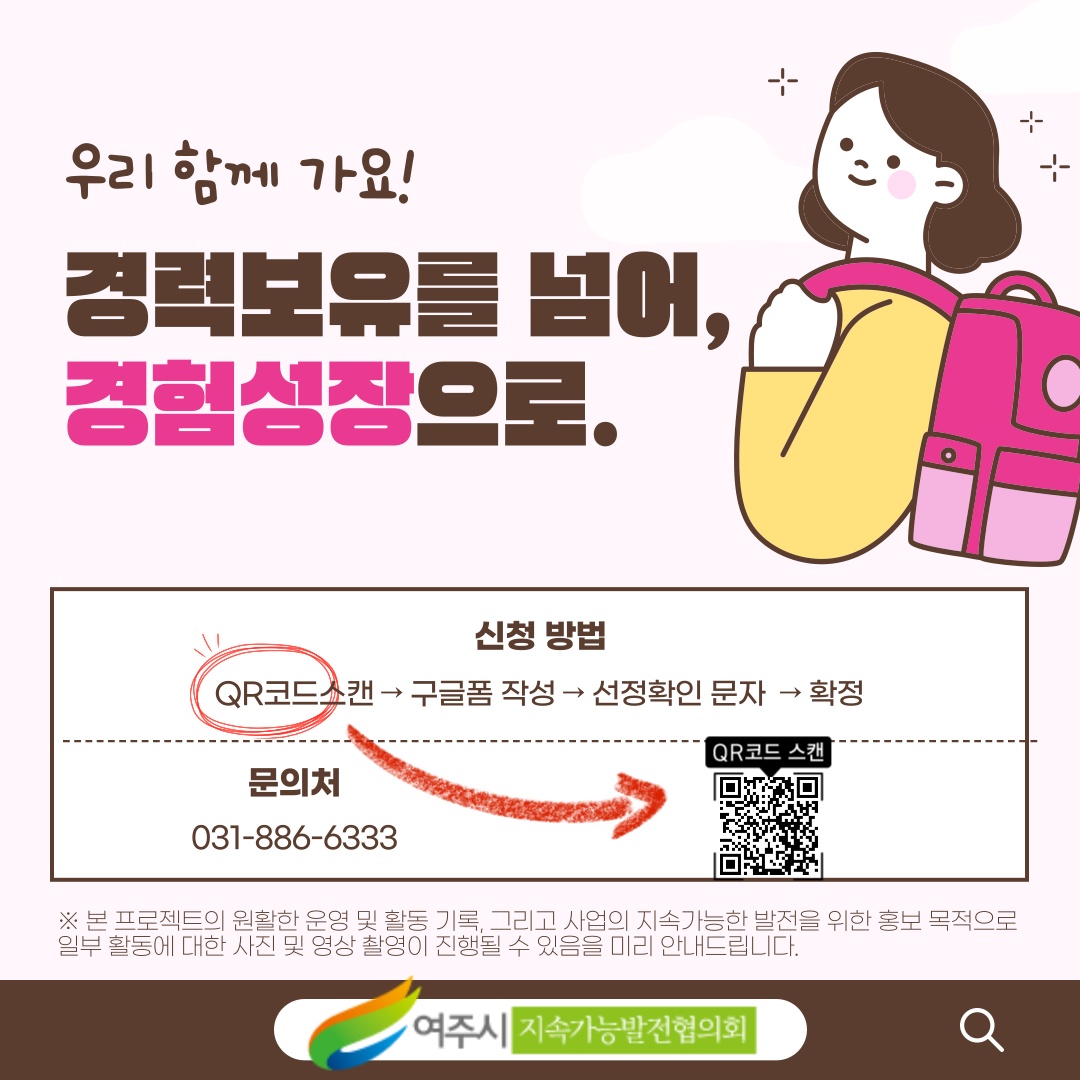 우리 함께 가요!
경력보유를 넘어,
경험성장으로.
신청 방법
QR코드스캔 → 구글폼 작성 → 선정확인 문자 → 확정
QR코드 스캔
문의처
031-886-6333
※ 본 프로젝트의 원활한 운영 및 활동 기록, 그리고 사업의 지속가능한 발전을 위한 홍보 목적으로
일부 활동에 대한 사진 및 영상 촬영이 진행될 수 있음을 미리 안내드립니다.
여주시 지속가능발전협의회